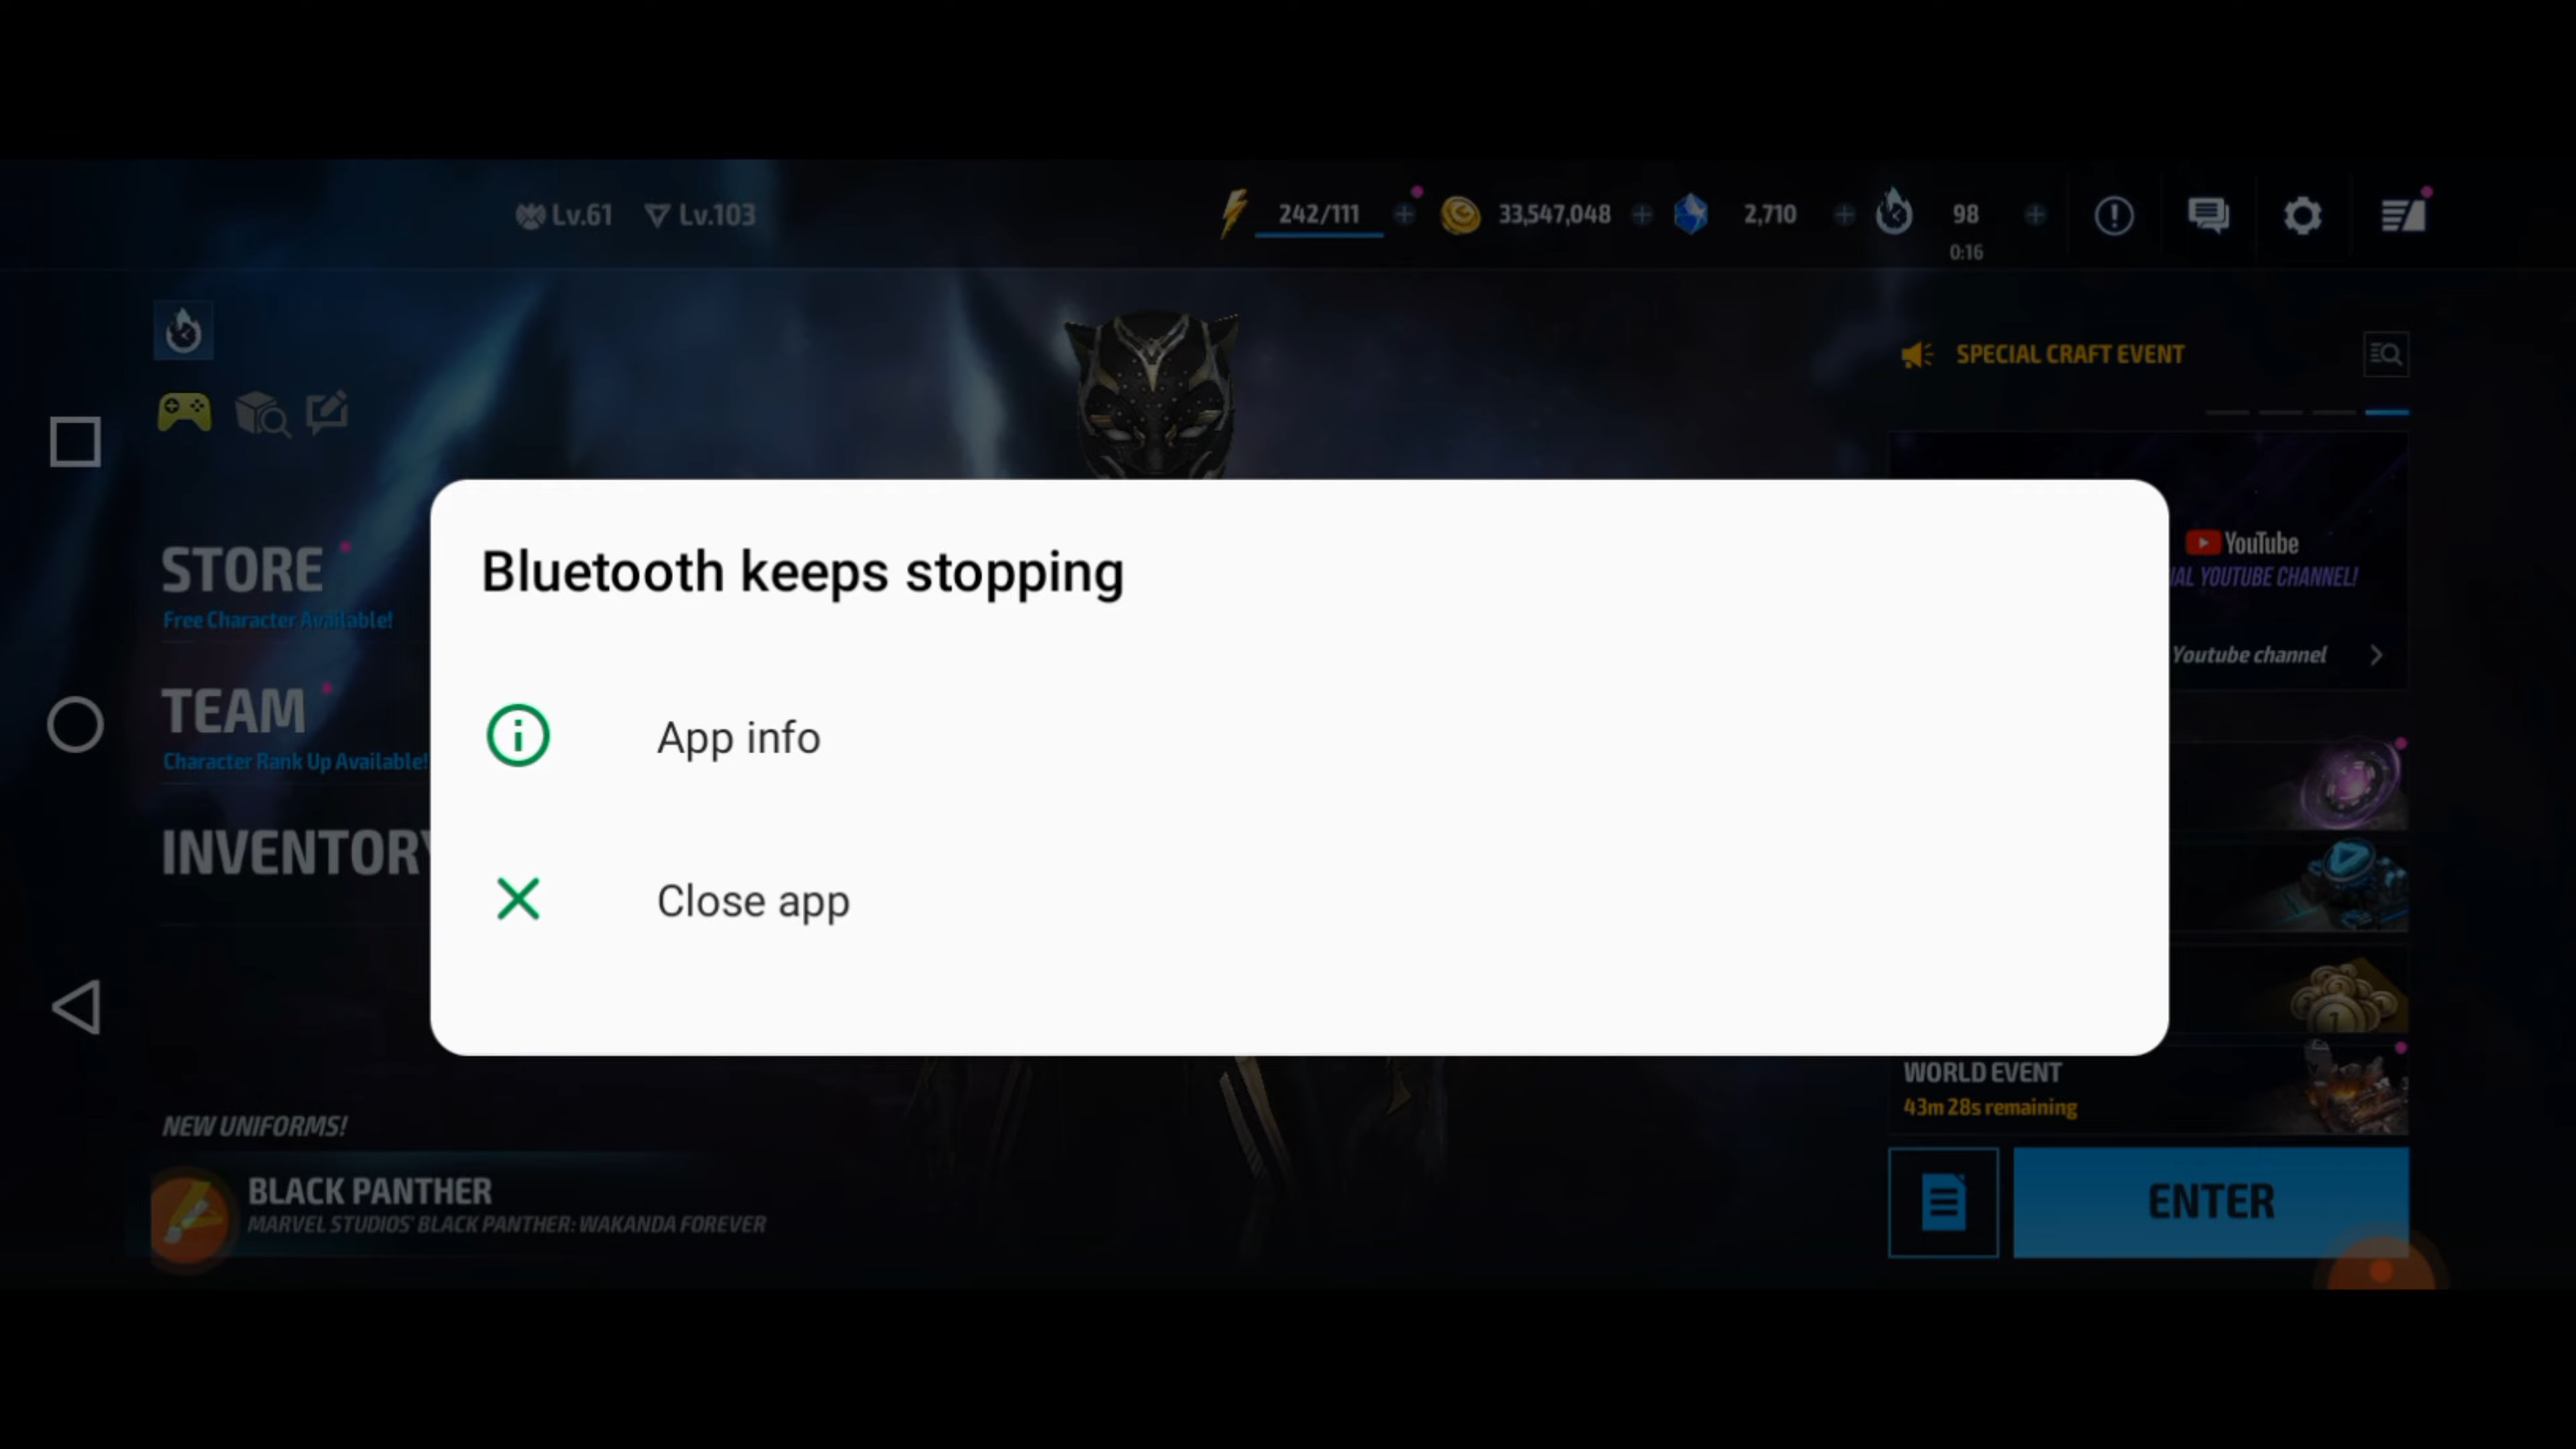 Lv.61 Lv.103 242/111 33,547,048 2,710 98
0:16
SPECIAL CRAFT EVENT
YouTube
IAL YOUTUBE CHANNEL!
Youtube channel
STORE
Free Character Available!
TEAM
Character Rank Up Available!
INVENTORY
Bluetooth keeps stopping
App info
Close app
WORLD EVENT
43m 28s remaining
NEW UNIFORMS!
BLACK PANTHER
MARVEL STUDIOS' BLACK PANTHER: WAKANDA FOREVER
ENTER